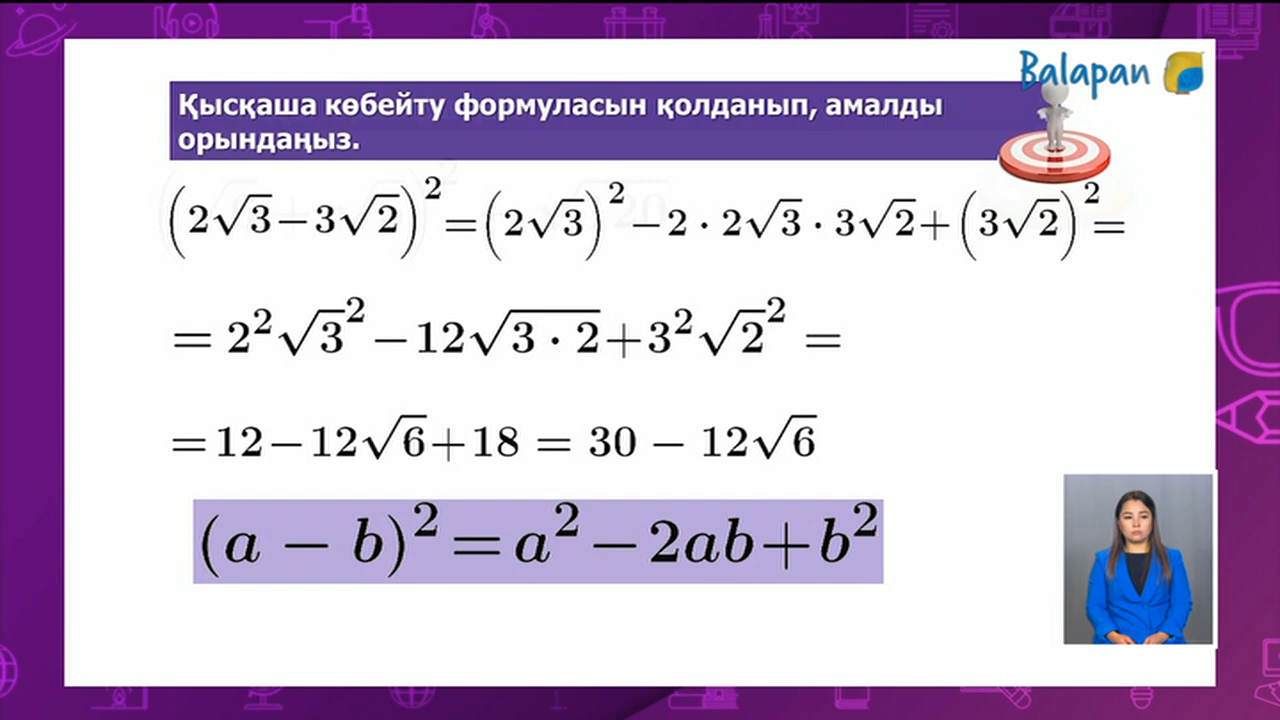 Balapan
Қысқаша көбейту формуласын қолданып, амалды
орындаңыз.
(2√3−3√2)²=(2√3)²−2·2√3·3√2+(3√2)²=
=2²√3²−12√(3·2)+3²√2²=
=12−12√6+18=30−12√6
(a−b)²=a²−2ab+b²